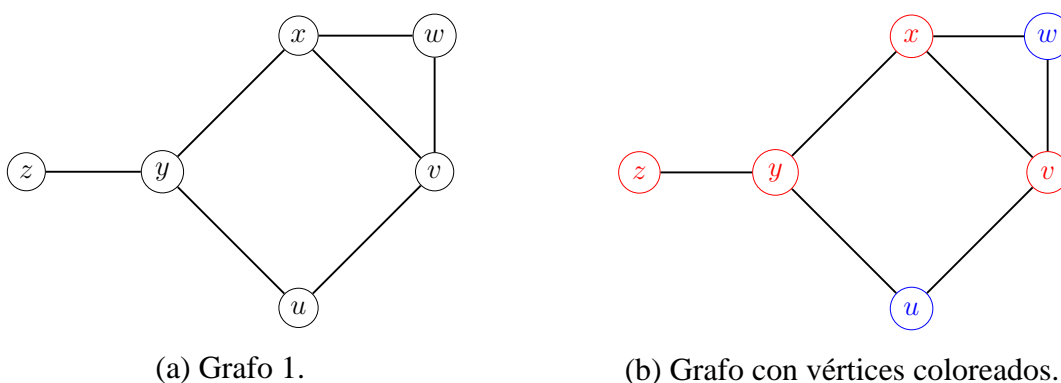 x w
z y v
u
(a) Grafo 1.
x w
z y v
u
(b) Grafo con vértices coloreados.